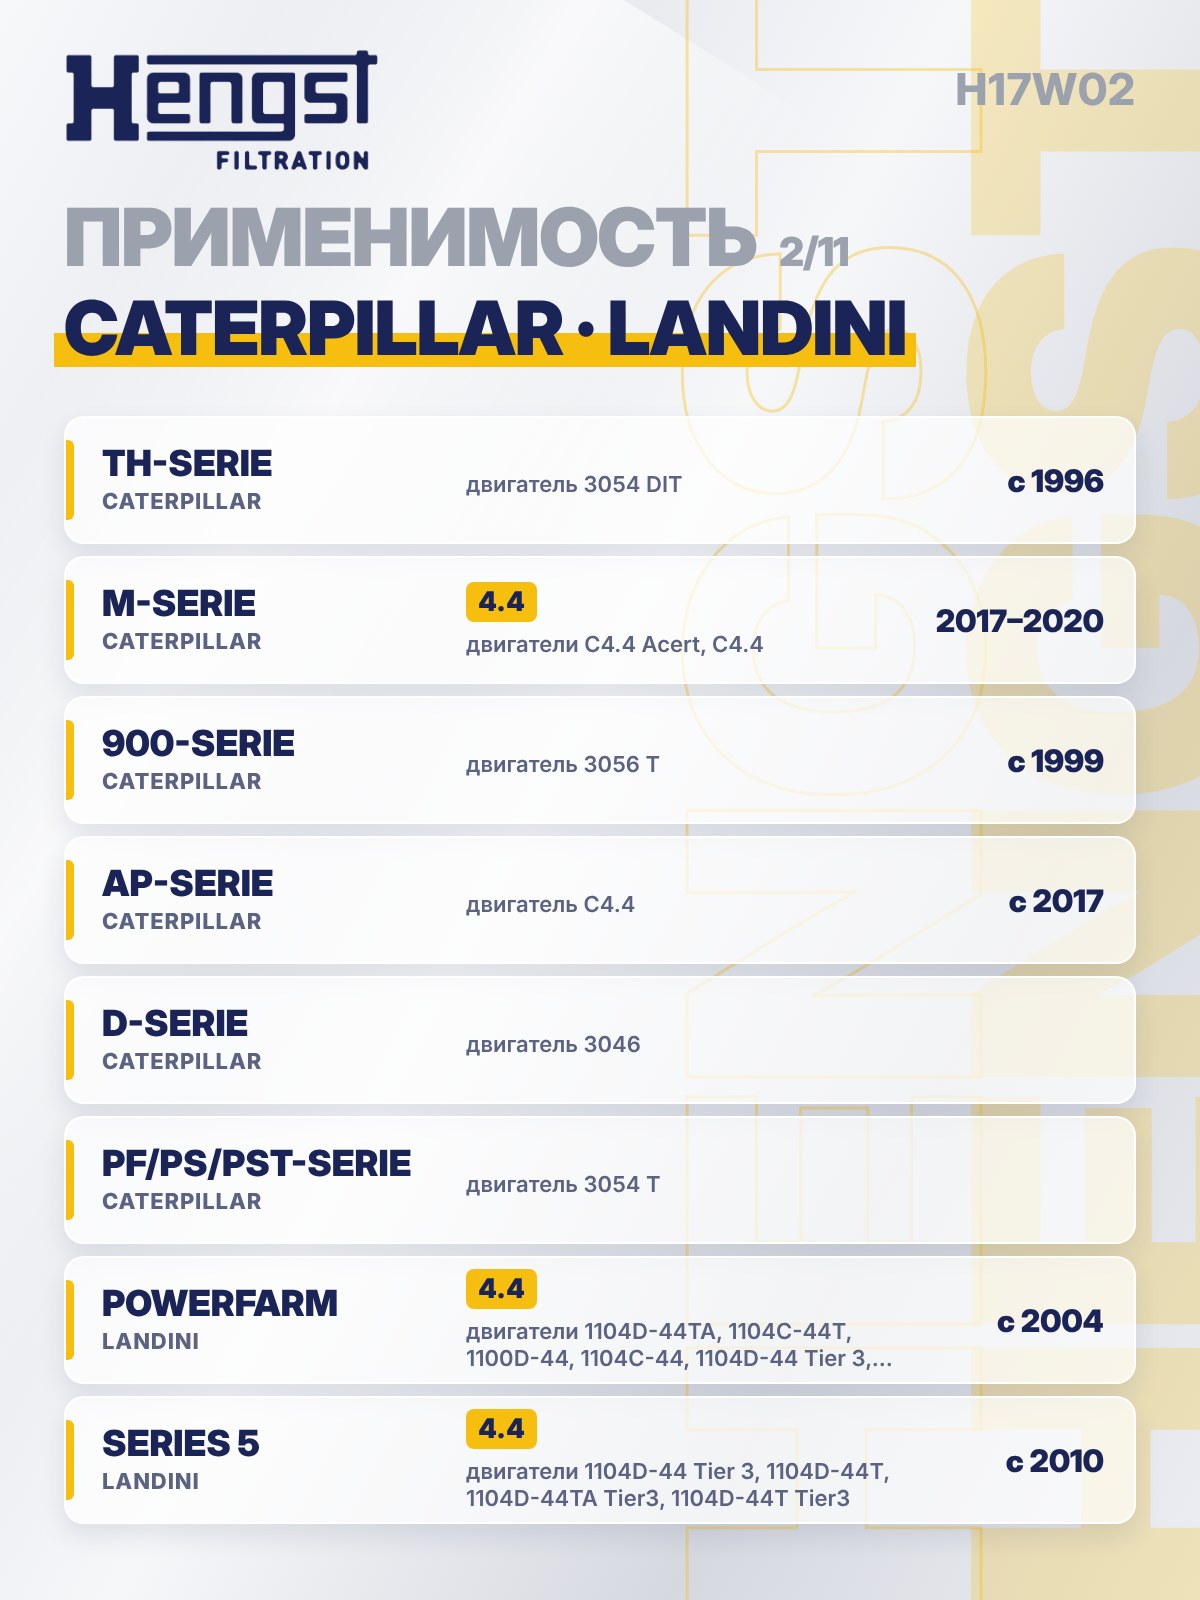 Hengst
FILTRATION
H17W02
ПРИМЕНИМОСТЬ 2/11
CATERPILLAR · LANDINI
TH-SERIE
CATERPILLAR
двигатель 3054 DIT
с 1996
M-SERIE
CATERPILLAR
4.4
двигатели C4.4 Acert, C4.4
2017–2020
900-SERIE
CATERPILLAR
двигатель 3056 T
с 1999
AP-SERIE
CATERPILLAR
двигатель C4.4
с 2017
D-SERIE
CATERPILLAR
двигатель 3046
PF/PS/PST-SERIE
CATERPILLAR
двигатель 3054 T
POWERFARM
LANDINI
4.4
двигатели 1104D-44TA, 1104C-44T,
1100D-44, 1104C-44, 1104D-44 Tier 3,...
с 2004
SERIES 5
LANDINI
4.4
двигатели 1104D-44 Tier 3, 1104D-44T,
1104D-44TA Tier3, 1104D-44T Tier3
с 2010
HENGST
HENGST